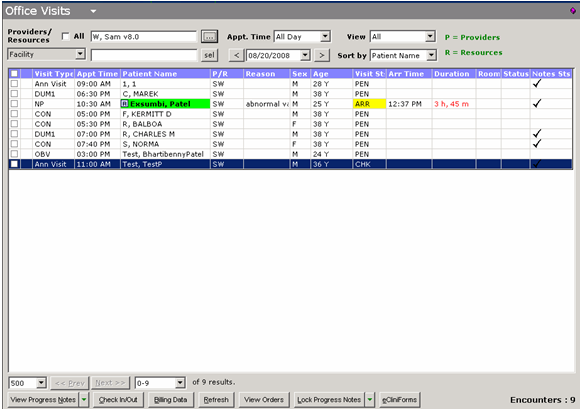 Office Visits
Providers/ Resources All W, Sam v8.0 ... Appt. Time All Day View All P = Providers
Facility sel < 08/20/2008 > Sort by Patient Name R = Resources
Visit Type Appt Time Patient Name P/R Reason Sex Age Visit St Arr Time Duration Room Status Notes Sts
Ann Visit 09:00 AM 1, 1 SW M 28 Y PEN
DUM1 06:30 PM C, MAREK SW M 38 Y PEN
NP 10:30 AM R Exsumbi, Patel SW abnormal va M 25 Y ARR 12:37 PM 3 h, 45 m ✓
CON 05:00 PM F, KERMITT D SW M 38 Y PEN
CON 05:30 PM R, BALBOA SW F 38 Y PEN
DUM1 07:00 PM R, CHARLES M SW M 38 Y PEN ✓
CON 07:40 PM S, NORMA SW F 38 Y PEN ✓
OBV 03:00 PM Test, BhartibennyPatel SW M 24 Y PEN
Ann Visit 11:00 AM Test, TestP SW M 36 Y CHK ✓
500 << Prev Next >> 0-9 of 9 results.
View Progress Notes Check In/Out Billing Data Refresh View Orders Lock Progress Notes eCliniForms Encounters : 9